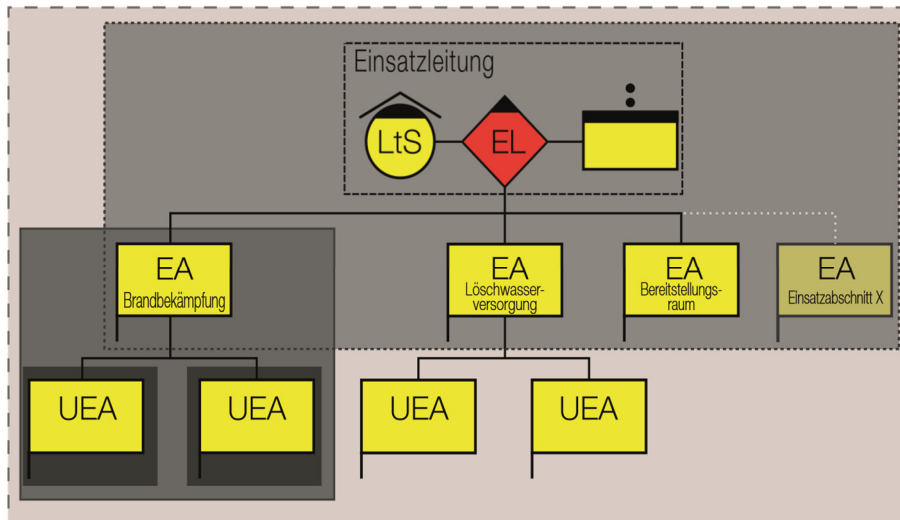 Einsatzleitung
LtS
EL
EA
Brandbekämpfung
EA
Löschwasser-
versorgung
EA
Bereitstellungs-
raum
EA
Einsatzabschnitt X
UEA
UEA
UEA
UEA